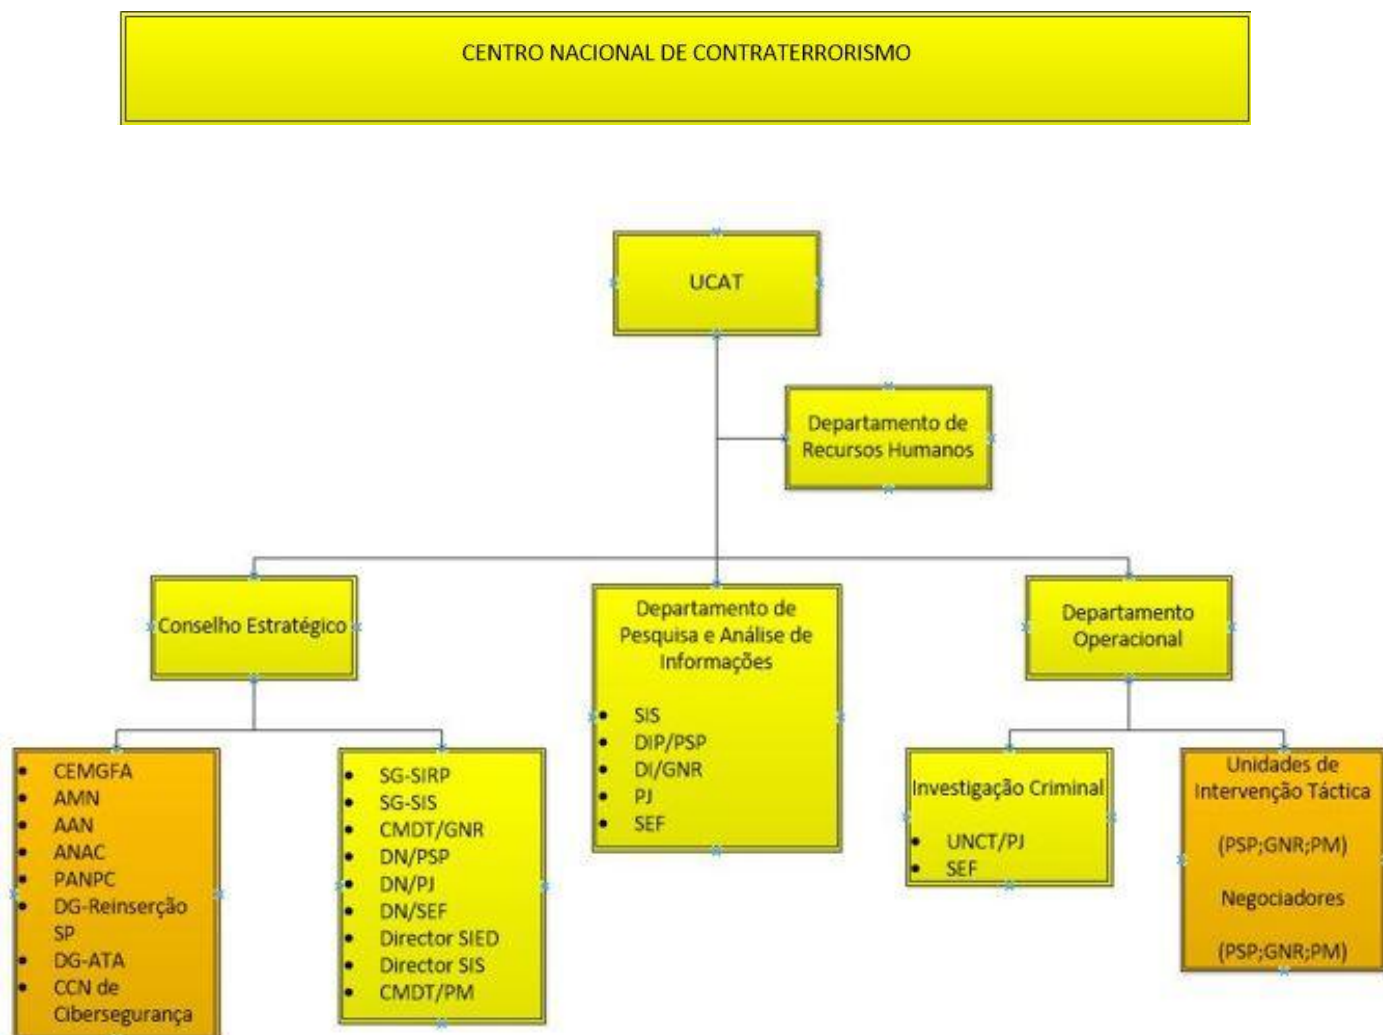 CENTRO NACIONAL DE CONTRATERRORISMO
UCAT
Departamento de
Recursos Humanos
Conselho Estratégico
Departamento de
Pesquisa e Análise de
Informações
• SIS
• DIP/PSP
• DI/GNR
• PJ
• SEF
Departamento
Operacional
• CEMGFA
• AMN
• AAN
• ANAC
• PANPC
• DG-Reinserção
SP
• DG-ATA
• CCN de
Cibersegurança
• SG-SIRP
• SG-SIS
• CMDT/GNR
• DN/PSP
• DN/PJ
• DN/SEF
• Director SIED
• Director SIS
• CMDT/PM
Investigação Criminal
• UNCT/PJ
• SEF
Unidades de
Intervenção Táctica
(PSP;GNR;PM)
Negociadores
(PSP;GNR;PM)